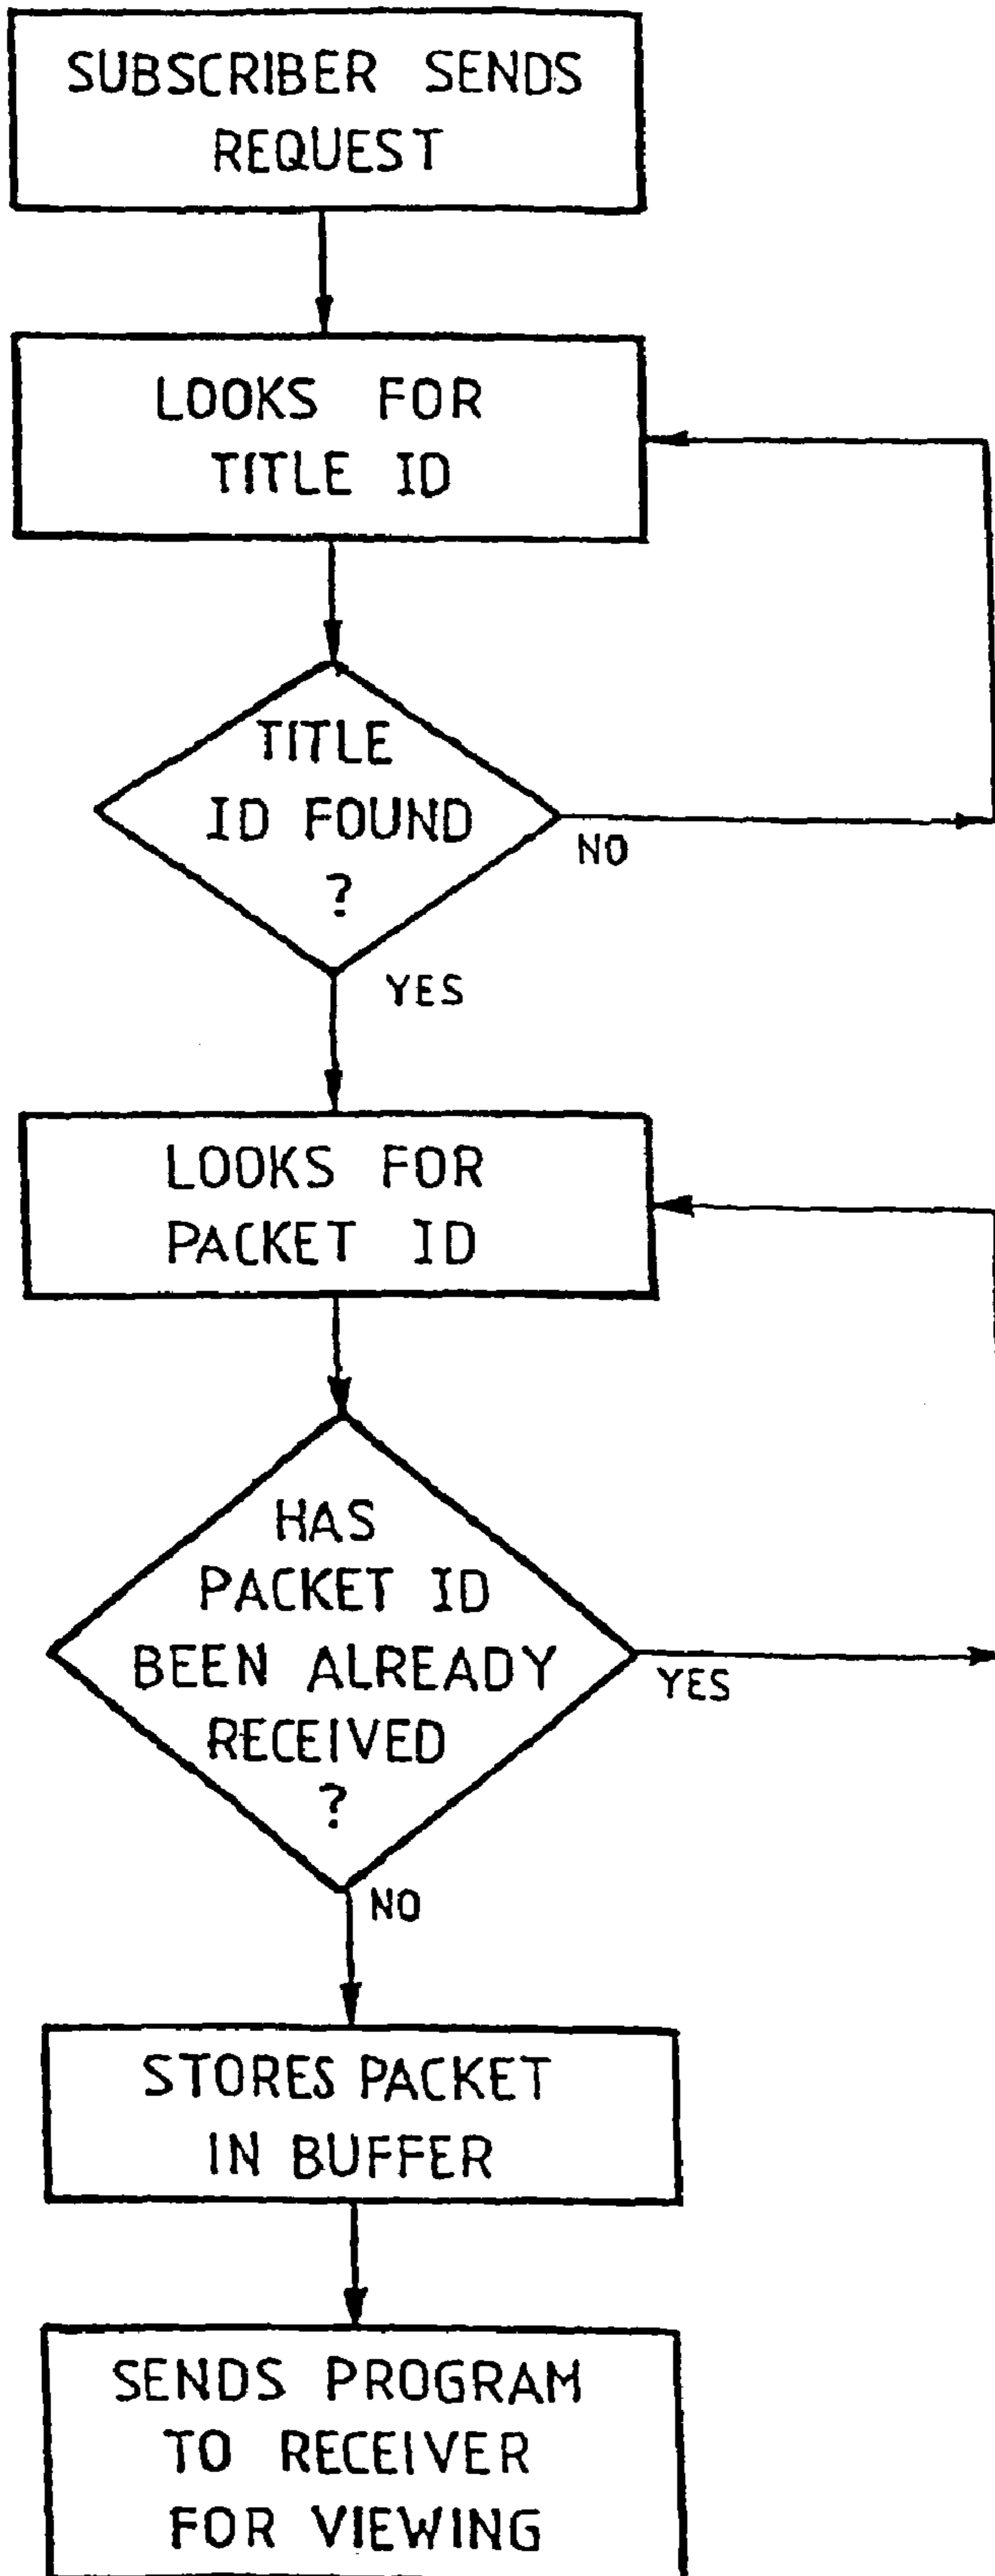 SUBSCRIBER SENDS
REQUEST
LOOKS FOR
TITLE ID
TITLE
ID FOUND
?
NO
YES
LOOKS FOR
PACKET ID
HAS
PACKET ID
BEEN ALREADY
RECEIVED
?
YES
NO
STORES PACKET
IN BUFFER
SENDS PROGRAM
TO RECEIVER
FOR VIEWING